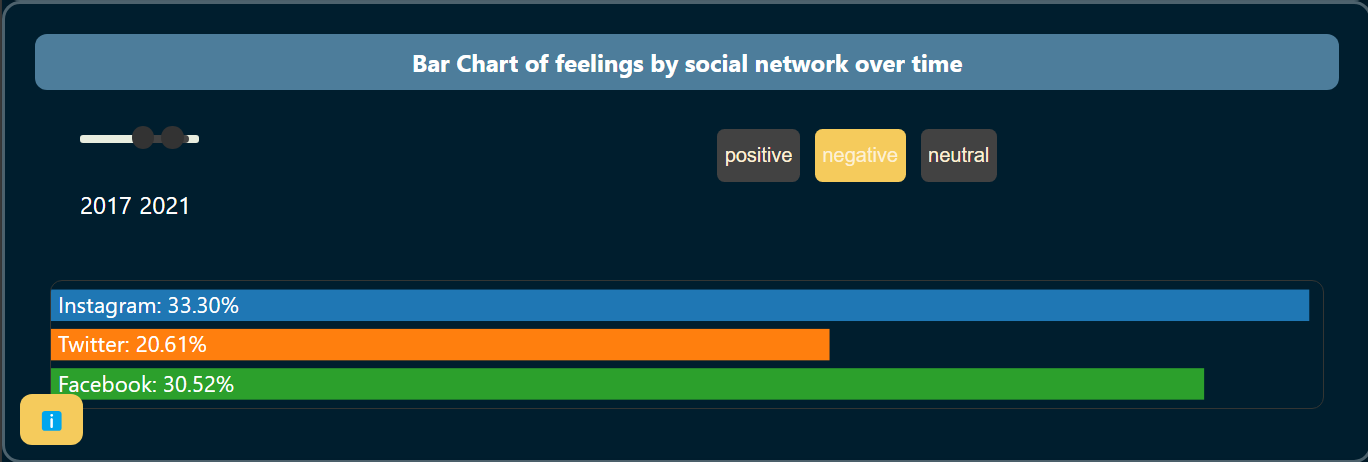 Bar Chart of feelings by social network over time
positive negative neutral
2017 2021
Instagram: 33.30%
Twitter: 20.61%
Facebook: 30.52%
ℹ